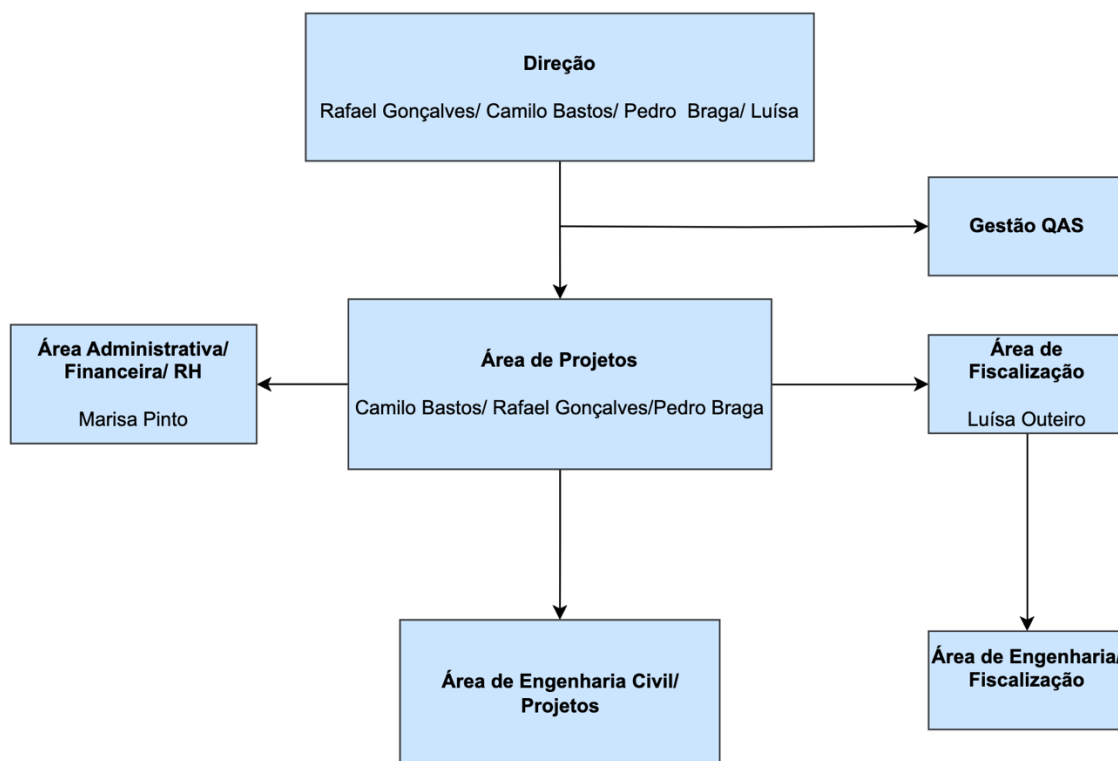 Direção
Rafael Gonçalves/ Camilo Bastos/ Pedro  Braga/ Luísa
Gestão QAS
Área Administrativa/
Financeira/ RH
Marisa Pinto
Área de Projetos
Camilo Bastos/ Rafael Gonçalves/Pedro Braga
Área de
Fiscalização
Luísa Outeiro
Área de Engenharia Civil/
Projetos
Área de Engenharia/
Fiscalização